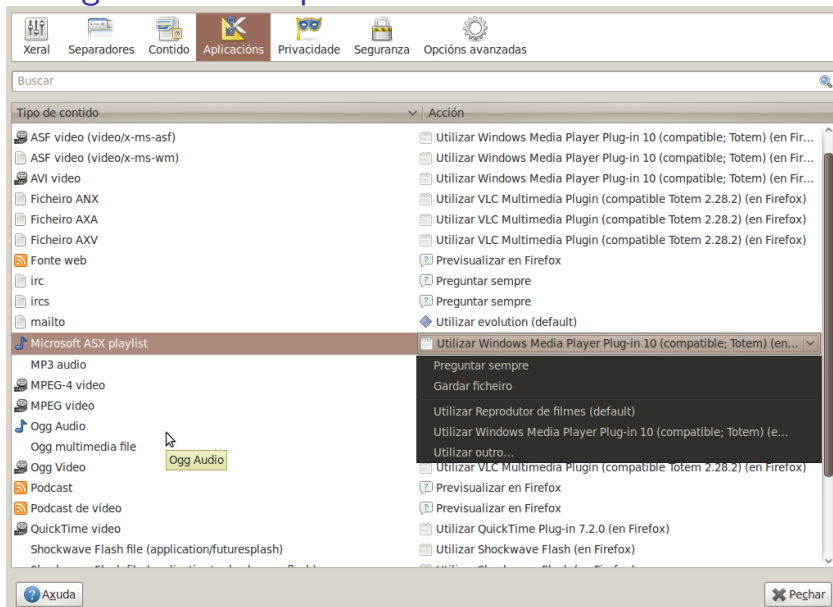 Xeral Separadores Contido Aplicacións Privacidade Seguranza Opcións avanzadas
Buscar
Tipo de contido Acción
ASF video (video/x-ms-asf) Utilizar Windows Media Player Plug-in 10 (compatible; Totem) (en Fir...
ASF video (video/x-ms-wm) Utilizar Windows Media Player Plug-in 10 (compatible; Totem) (en Fir...
AVI video Utilizar Windows Media Player Plug-in 10 (compatible; Totem) (en Fir...
Ficheiro ANX Utilizar VLC Multimedia Plugin (compatible Totem 2.28.2) (en Firefox)
Ficheiro AXA Utilizar VLC Multimedia Plugin (compatible Totem 2.28.2) (en Firefox)
Ficheiro AXV Utilizar VLC Multimedia Plugin (compatible Totem 2.28.2) (en Firefox)
Fonte web Previsualizar en Firefox
irc Preguntar sempre
ircs Preguntar sempre
mailto Utilizar evolution (default)
Microsoft ASX playlist Utilizar Windows Media Player Plug-in 10 (compatible; Totem) (en...
MP3 audio Preguntar sempre
MPEG-4 video Gardar ficheiro
MPEG video Utilizar Reprodutor de filmes (default)
Ogg Audio Utilizar Windows Media Player Plug-in 10 (compatible; Totem) (e...
Ogg multimedia file Utilizar outro...
Ogg Audio
Ogg Video Utilizar VLC Multimedia Plugin (compatible Totem 2.28.2) (en Firefox)
Podcast Previsualizar en Firefox
Podcast de vídeo Previsualizar en Firefox
QuickTime video Utilizar QuickTime Plug-in 7.2.0 (en Firefox)
Shockwave Flash file (application/futuresplash) Utilizar Shockwave Flash (en Firefox)
Axuda Pechar